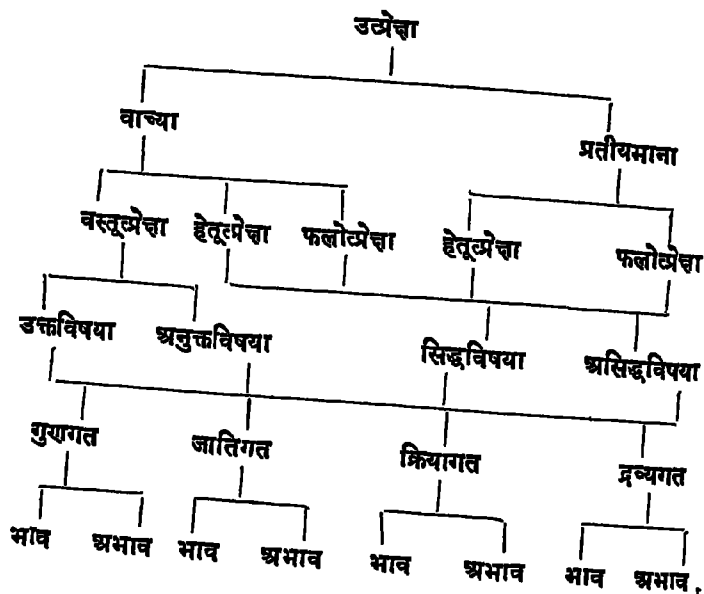 उत्प्रेक्षा
वाच्या
प्रतीयमाना
वस्तूत्प्रेक्षा हेतूत्प्रेक्षा फलोत्प्रेक्षा हेतूत्प्रेक्षा फलोत्प्रेक्षा
उक्तविषया अनुक्तविषया सिद्धविषया असिद्धविषया
गुणगत जातिगत क्रियागत द्रव्यगत
भाव अभाव भाव अभाव भाव अभाव भाव अभाव.